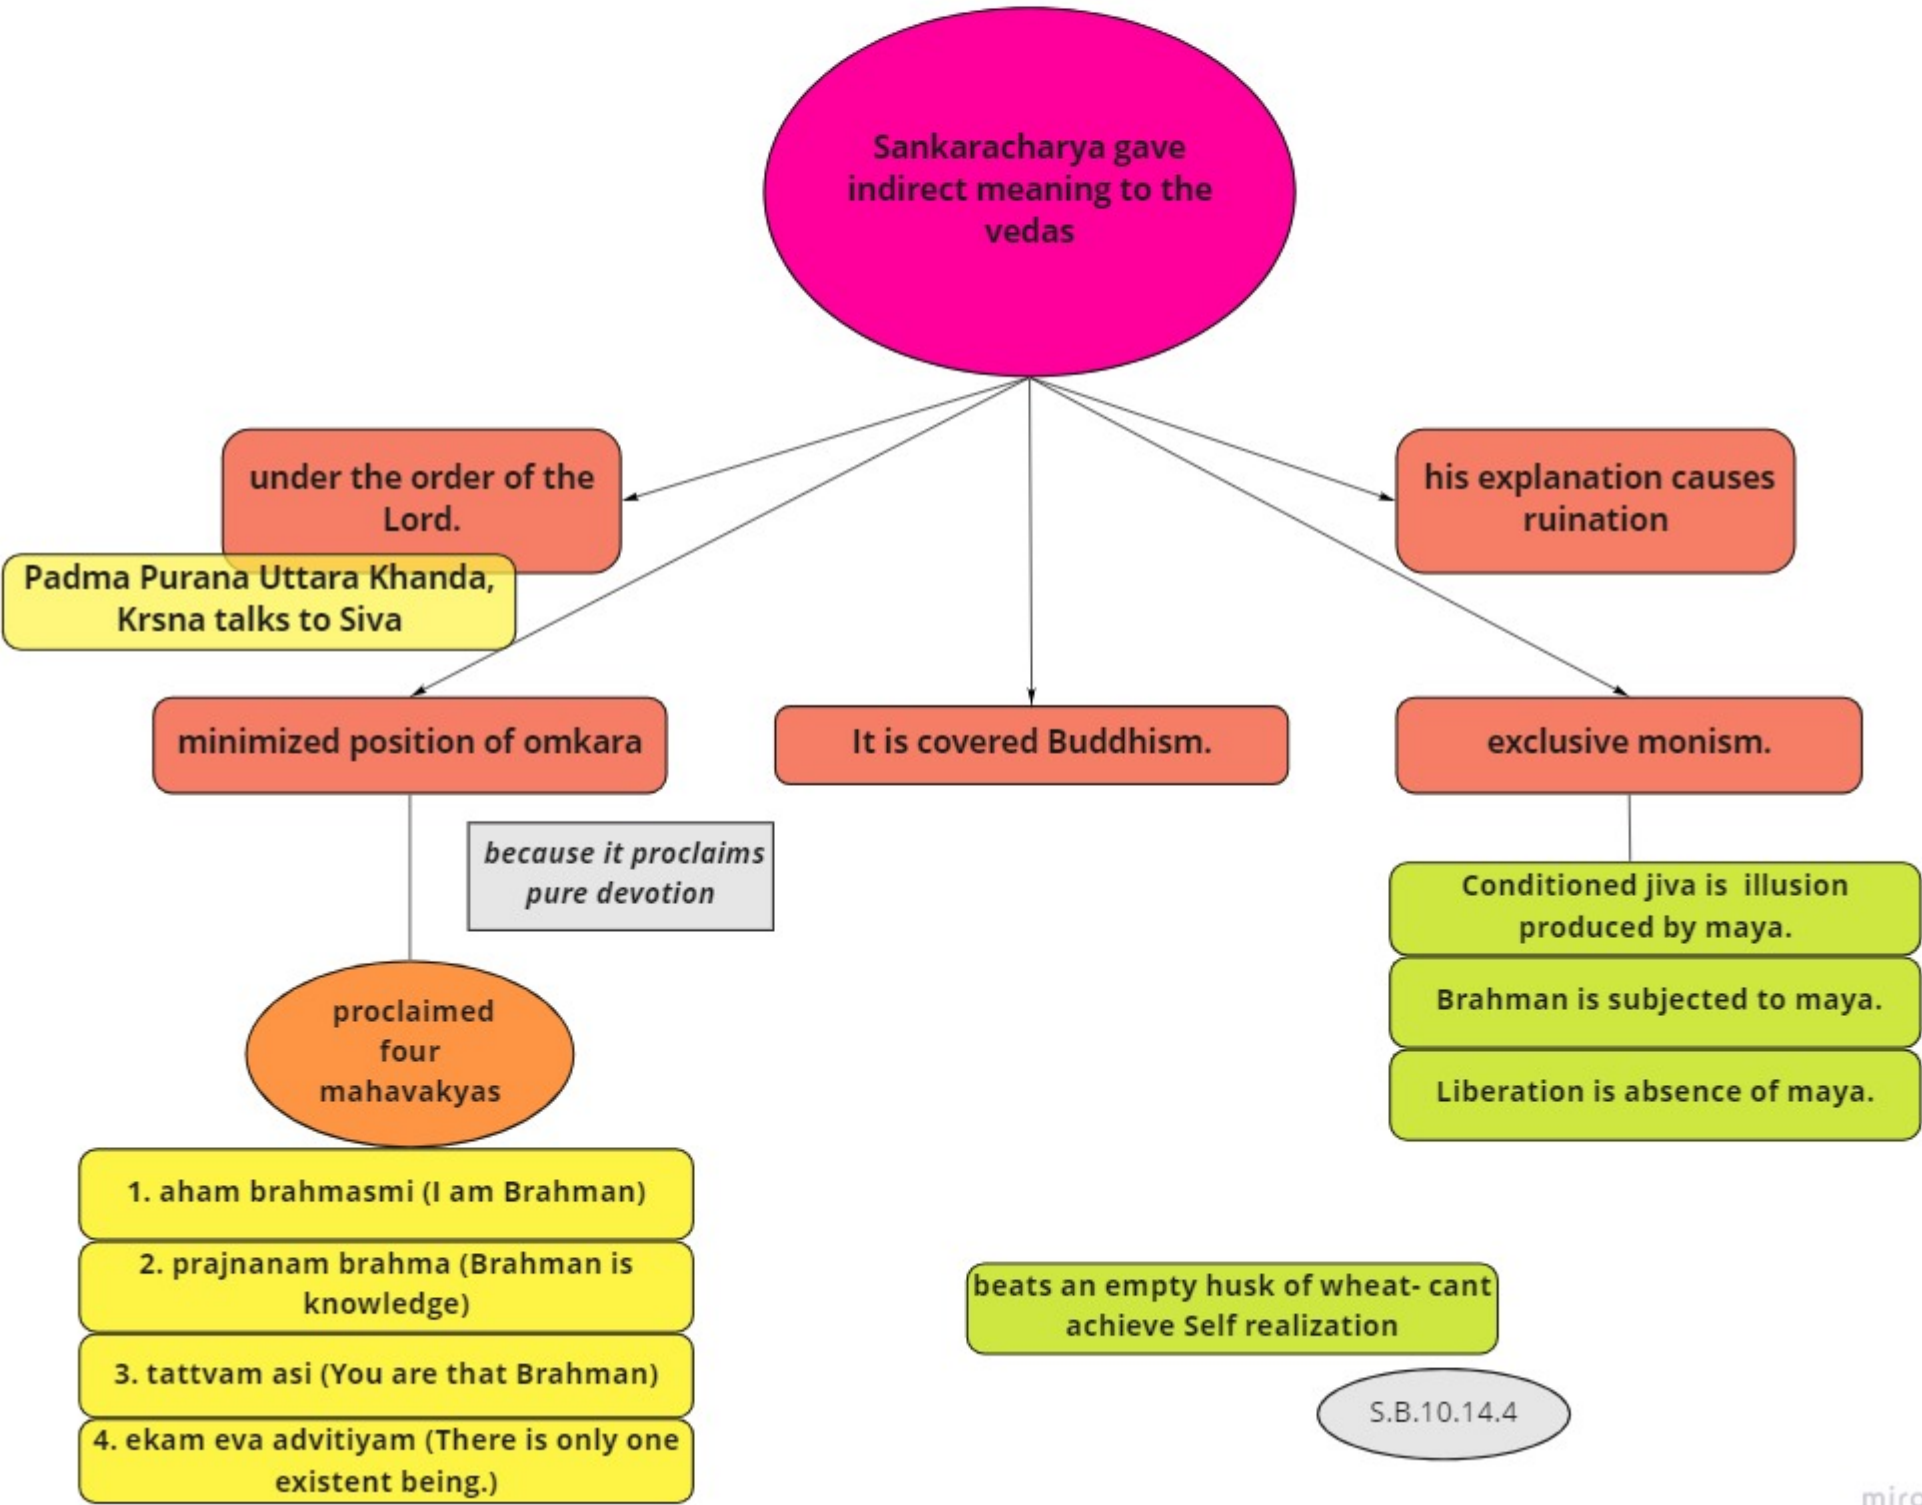 Sankaracharya gave
indirect meaning to the
vedas
under the order of the
Lord.
his explanation causes
ruination
Padma Purana Uttara Khanda,
Krsna talks to Siva
minimized position of omkara
It is covered Buddhism.
exclusive monism.
because it proclaims
pure devotion
Conditioned jiva is illusion
produced by maya.
Brahman is subjected to maya.
Liberation is absence of maya.
proclaimed
four
mahavakyas
1. aham brahmasmi (I am Brahman)
2. prajnanam brahma (Brahman is
knowledge)
3. tattvam asi (You are that Brahman)
4. ekam eva advitiyam (There is only one
existent being.)
beats an empty husk of wheat- cant
achieve Self realization
S.B.10.14.4